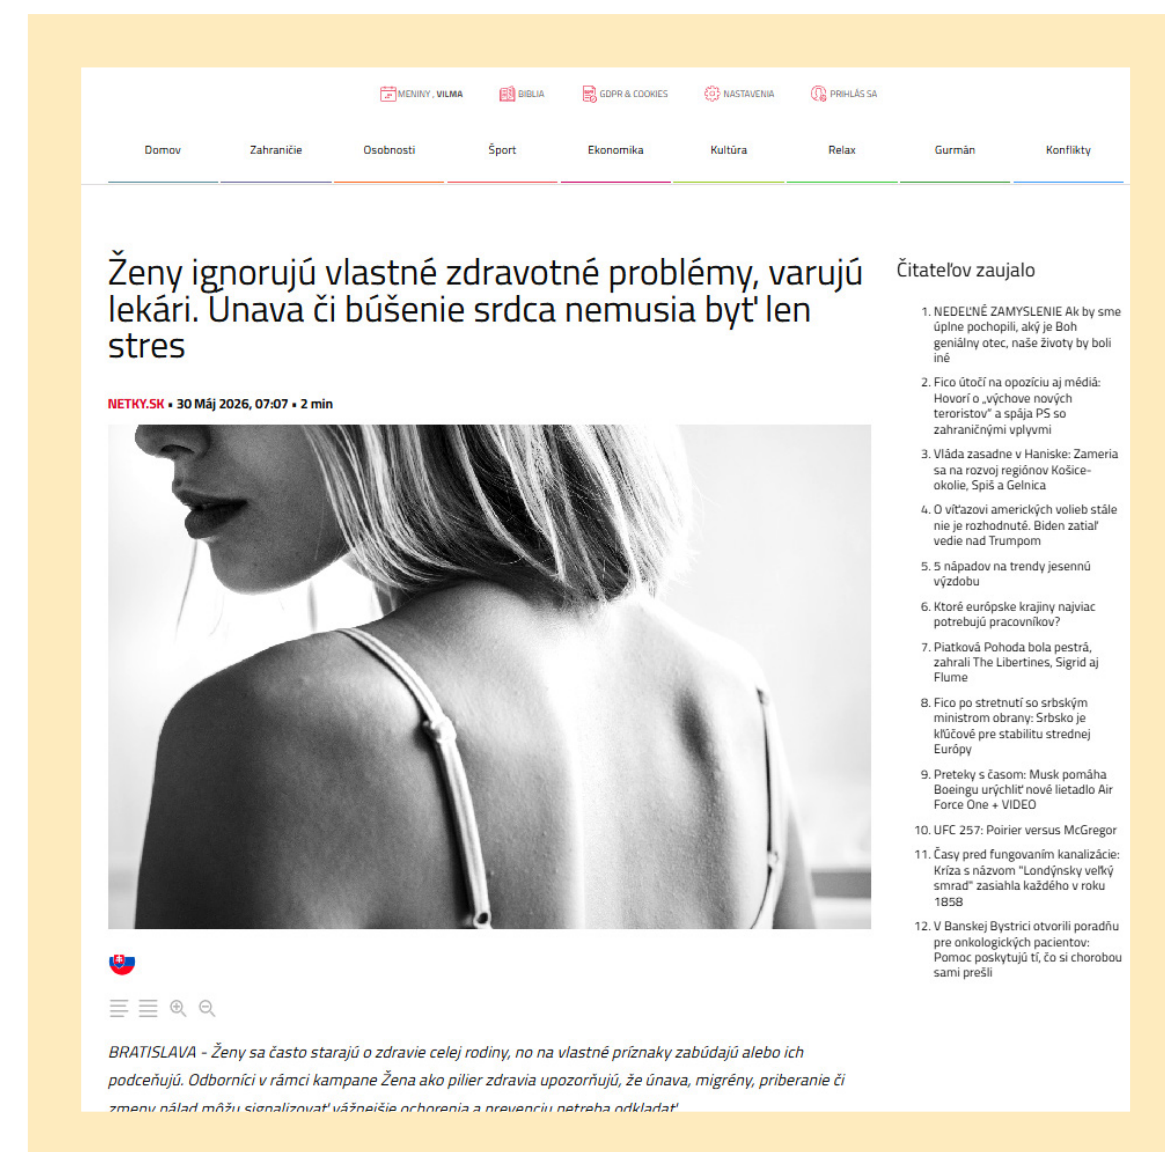 MENINY , VILMA
BIBLIA
GDPR & COOKIES
NASTAVENIA
PRIHLÁS SA
Domov
Zahraničie
Osobnosti
Šport
Ekonomika
Kultúra
Relax
Gurmán
Konflikty
Ženy ignorujú vlastné zdravotné problémy, varujú
lekári. Únava či búšenie srdca nemusia byť len
stres
NETKY.SK • 30 Máj 2026, 07:07 • 2 min
BRATISLAVA - Ženy sa často starajú o zdravie celej rodiny, no na vlastné príznaky zabúdajú alebo ich
podceňujú. Odborníci v rámci kampane Žena ako pilier zdravia upozorňujú, že únava, migrény, priberanie či
zmeny nálad môžu signalizovať vážnejšie ochorenia a prevenciu netreba odkladať.
Čitateľov zaujalo
1. NEDEĽNÉ ZAMYSLENIE Ak by sme
úplne pochopili, aký je Boh
geniálny otec, naše životy by boli
iné
2. Fico útočí na opozíciu aj médiá:
Hovorí o „výchove nových
teroristov“ a spája PS so
zahraničnými vplyvmi
3. Vláda zasadne v Haniske: Zameria
sa na rozvoj regiónov Košice-
okolie, Spiš a Gelnica
4. O víťazovi amerických volieb stále
nie je rozhodnuté. Biden zatiaľ
vedie nad Trumpom
5. 5 nápadov na trendy jesennú
výzdobu
6. Ktoré európske krajiny najviac
potrebujú pracovníkov?
7. Piatková Pohoda bola pestrá,
zahrali The Libertines, Sigrid aj
Flume
8. Fico po stretnutí so srbským
ministrom obrany: Srbsko je
kľúčové pre stabilitu strednej
Európy
9. Preteky s časom: Musk pomáha
Boeingu urýchliť nové lietadlo Air
Force One + VIDEO
10. UFC 257: Poirier versus McGregor
11. Časy pred fungovaním kanalizácie:
Kríza s názvom "Londýnsky veľký
smrad" zasiahla každého v roku
1858
12. V Banskej Bystrici otvorili poradňu
pre onkologických pacientov:
Pomoc poskytujú tí, čo si chorobou
sami prešli